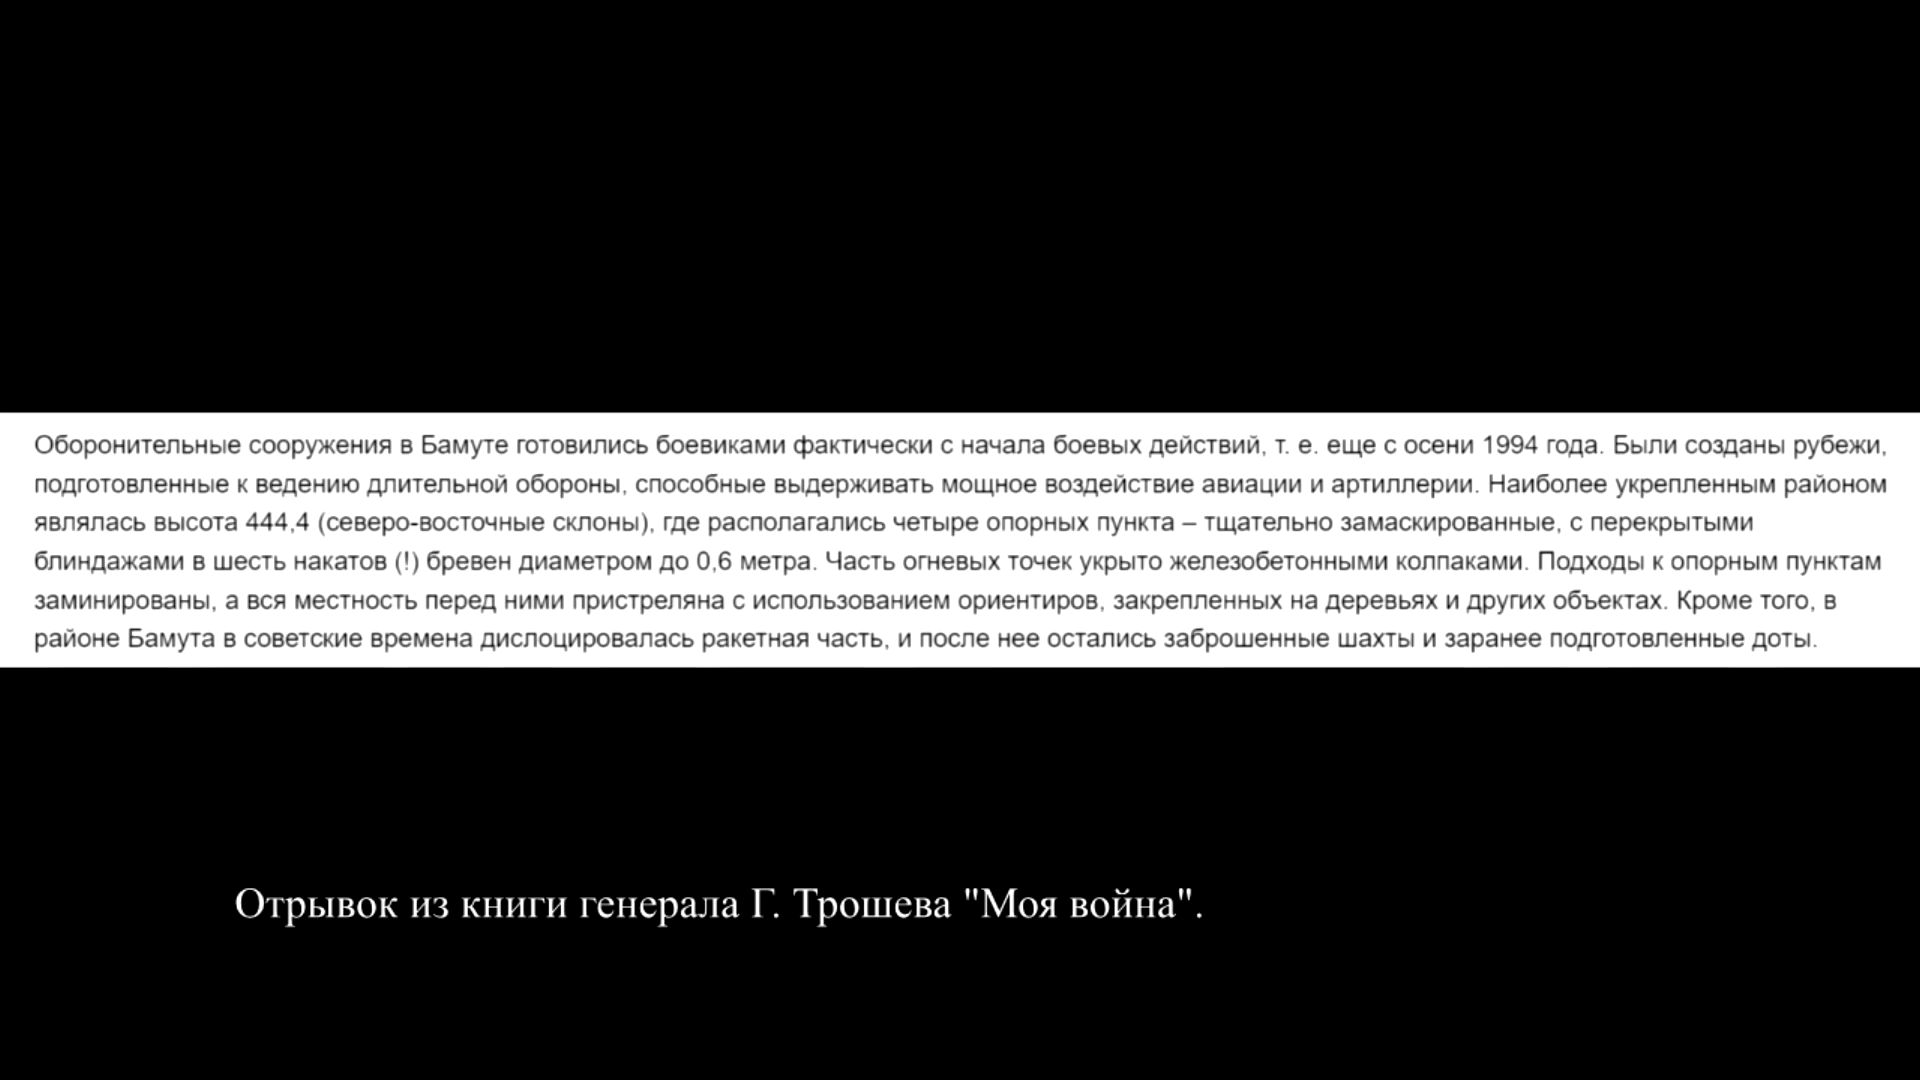 Оборонительные сооружения в Бамуте готовились боевиками фактически с начала боевых действий, т. е. еще с осени 1994 года. Были созданы рубежи,
подготовленные к ведению длительной обороны, способные выдерживать мощное воздействие авиации и артиллерии. Наиболее укрепленным районом
являлась высота 444,4 (северо-восточные склоны), где располагались четыре опорных пункта – тщательно замаскированные, с перекрытыми
блиндажами в шесть накатов (!) бревен диаметром до 0,6 метра. Часть огневых точек укрыто железобетонными колпаками. Подходы к опорным пунктам
заминированы, а вся местность перед ними пристреляна с использованием ориентиров, закрепленных на деревьях и других объектах. Кроме того, в
районе Бамута в советские времена дислоцировалась ракетная часть, и после нее остались заброшенные шахты и заранее подготовленные доты.
Отрывок из книги генерала Г. Трошева "Моя война".